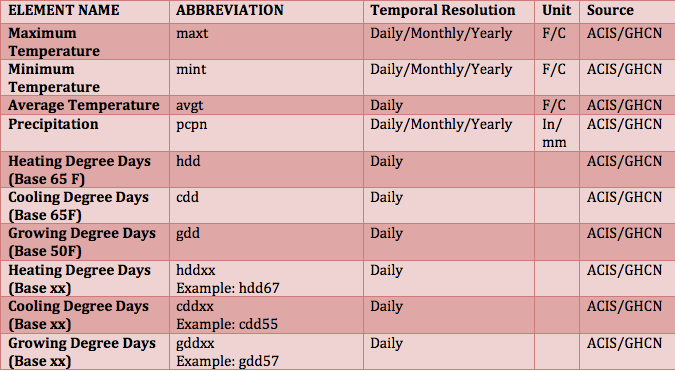 ELEMENT NAME ABBREVIATION Temporal Resolution Unit Source
Maximum maxt Daily/Monthly/Yearly F/C ACIS/GHCN
Temperature
Minimum mint Daily/Monthly/Yearly F/C ACIS/GHCN
Temperature
Average Temperature avgt Daily F/C ACIS/GHCN
Precipitation pcpn Daily/Monthly/Yearly In/ ACIS/GHCN
mm
Heating Degree Days hdd Daily ACIS/GHCN
(Base 65 F)
Cooling Degree Days cdd Daily ACIS/GHCN
(Base 65F)
Growing Degree Days gdd Daily ACIS/GHCN
(Base 50F)
Heating Degree Days hddxx Daily ACIS/GHCN
(Base xx) Example: hdd67
Cooling Degree Days cddxx Daily ACIS/GHCN
(Base xx) Example: cdd55
Growing Degree Days gddxx Daily ACIS/GHCN
(Base xx) Example: gdd57